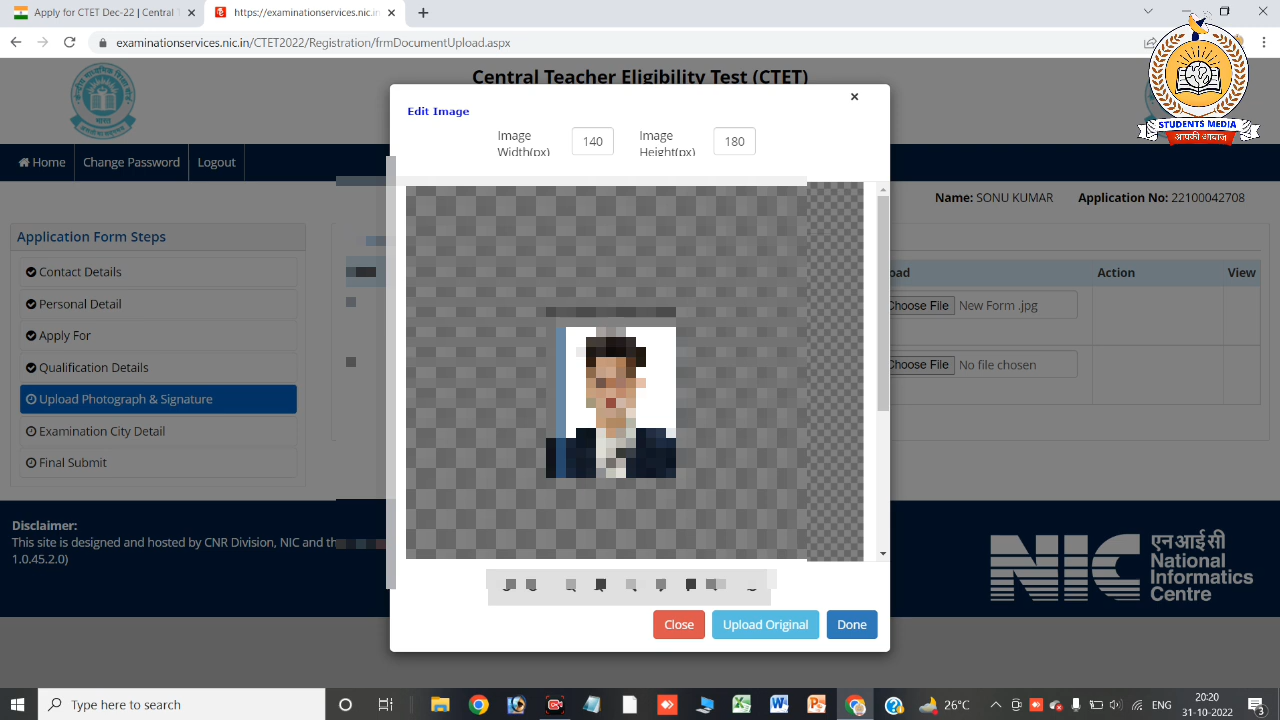 Apply for CTET Dec-22 | Central
https://examinationservices.nic.in
examinationservices.nic.in/CTET2022/Registration/frmDocumentUpload.aspx
Central Teacher Eligibility Test (CTET)
STUDENTS MEDIA
आपकी आवाज़
Edit Image
Image Width(px) 140 Image Height(px) 180
Home Change Password Logout
Name: SONU KUMAR Application No: 22100042708
Application Form Steps
Contact Details
Personal Detail
Apply For
Qualification Details
Upload Photograph & Signature
Examination City Detail
Final Submit
oad Action View
Choose File New Form .jpg
Choose File No file chosen
Disclaimer:
This site is designed and hosted by CNR Division, NIC and th
1.0.45.2.0)
NIC
एन आई सी
National
Informatics
Centre
Close Upload Original Done
Type here to search
26°C
ENG
20:20
31-10-2022
3